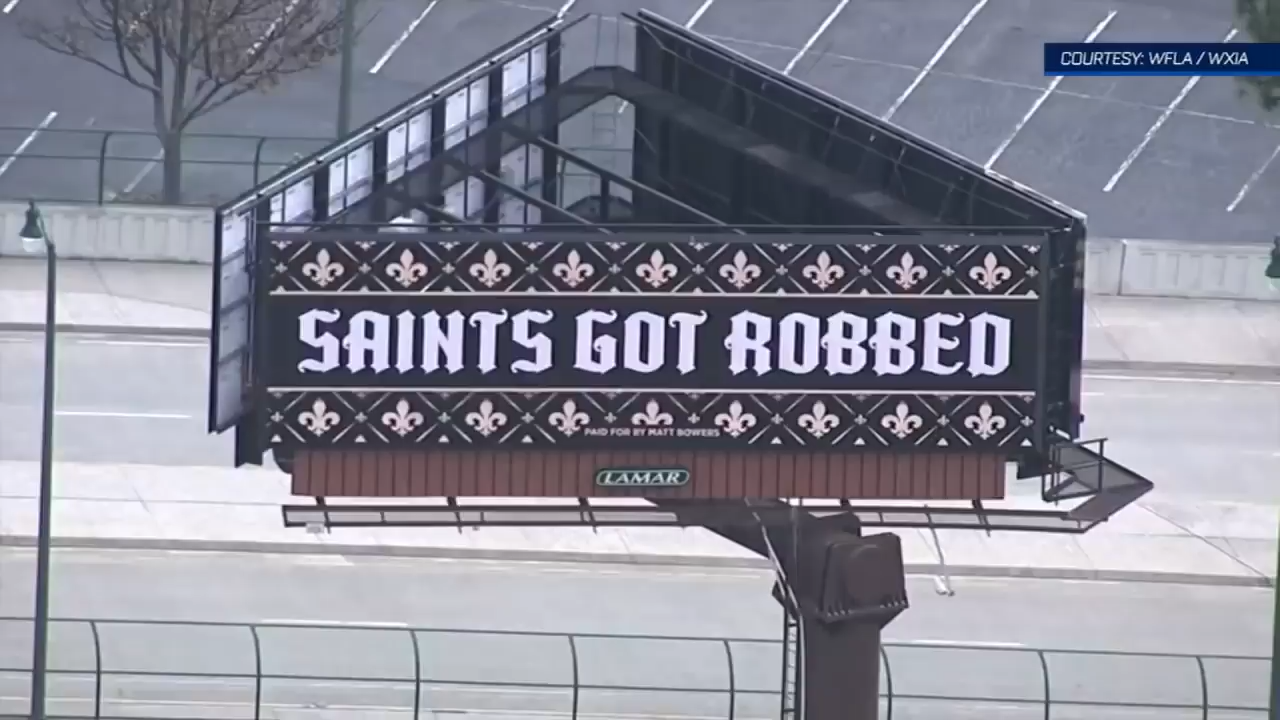 COURTESY: WFLA / WXIA
SAINTS GOT ROBBED
PAID FOR BY MATT BOWERS
LAMAR